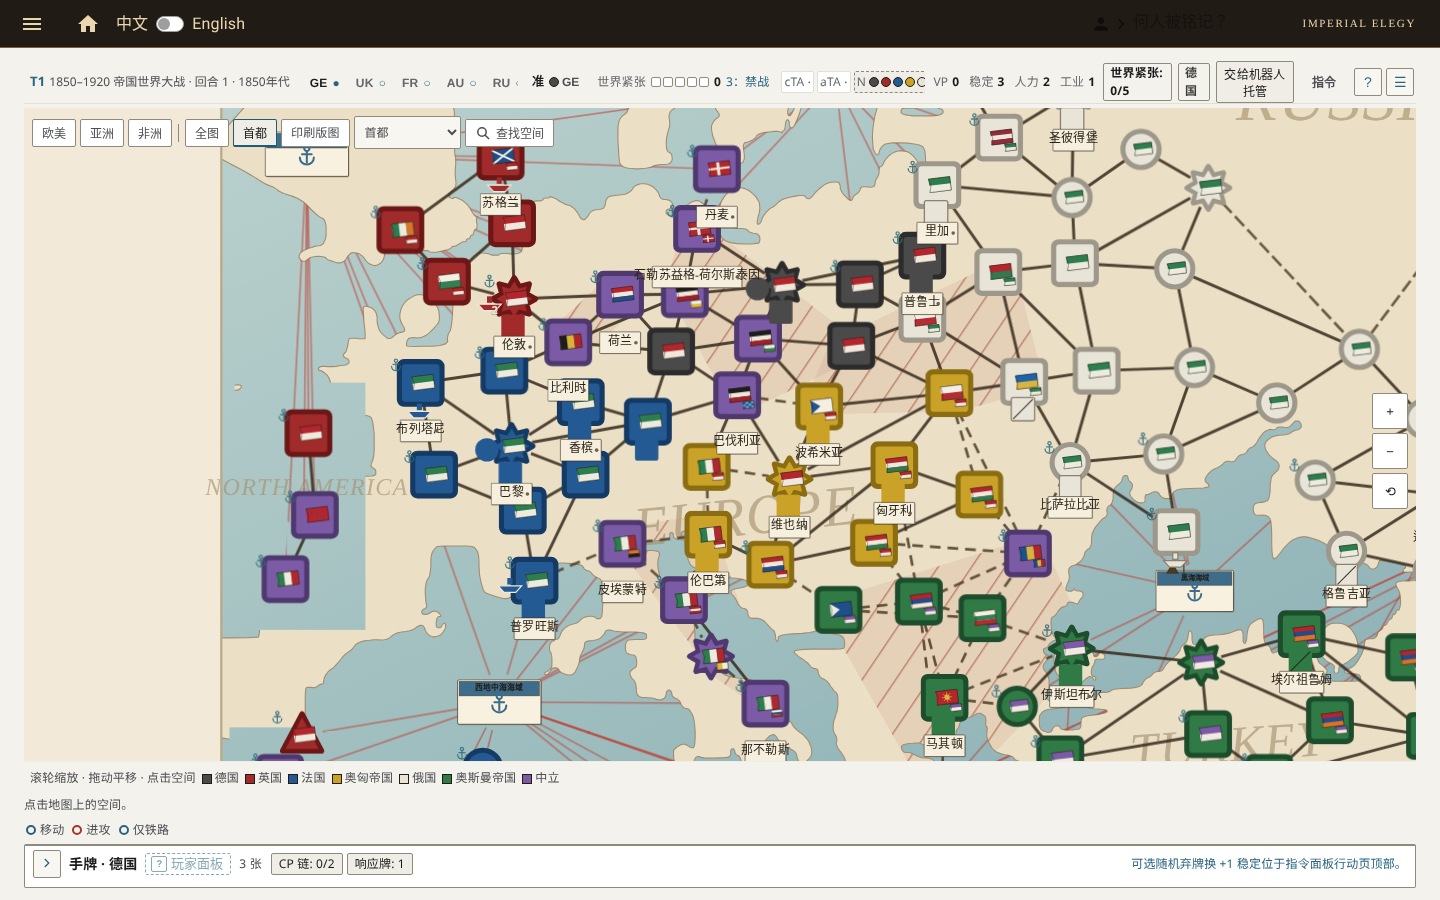 中文 English 何人被铭记？ IMPERIAL ELEGY
T1 1850–1920 帝国世界大战 · 回合 1 · 1850年代 GE UK FR AU RU 准 GE 世界紧张 0 3：禁战 cTA · aTA · N VP 0 稳定 3 人力 2 工业 1 世界紧张: 0/5 德国 交给机器人托管 指令 ? ☰
欧美 亚洲 非洲 全图 首都 印刷版图 首都 查找空间
RUSSI
圣彼得堡
苏格兰
丹麦
里加
石勒苏益格-荷尔斯泰因
普鲁士
伦敦
荷兰
比利时
布列塔尼
香槟
巴伐利亚
波希米亚
NORTH AMERICA
巴黎
EUROPE
维也纳
匈牙利
比萨拉比亚
黑海海域
伦巴第
皮埃蒙特
格鲁吉亚
普罗旺斯
西地中海海域
埃尔祖鲁姆
伊斯坦布尔
马其顿
那不勒斯
TURKEY
+
−
⟲
滚轮缩放 · 拖动平移 · 点击空间 德国 英国 法国 奥匈帝国 俄国 奥斯曼帝国 中立
点击地图上的空间。
移动 进攻 仅铁路
手牌 · 德国 ? 玩家面板 3 张 CP 链: 0/2 响应牌: 1 可选随机弃牌换 +1 稳定位于指令面板行动页顶部。